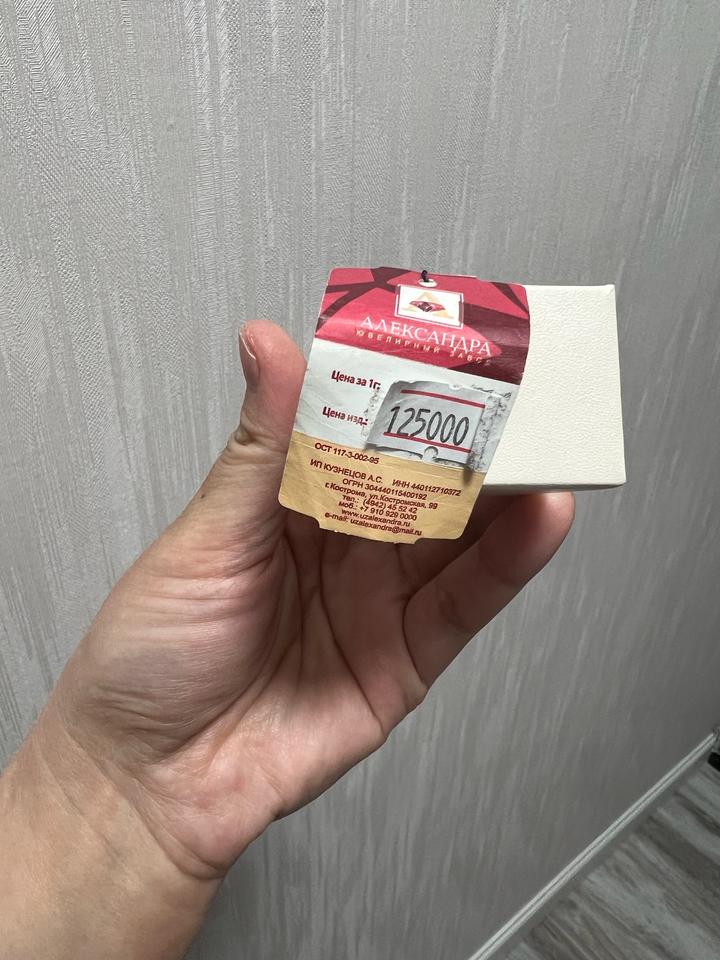 АЛЕКСАНДРА
ЮВЕЛИРНЫЙ ЗАВОД
Цена за 1г.
Цена изд.:
125000
ОСТ 117-3-002-95
ИП КУЗНЕЦОВ А.С. ИНН 440112710372
ОГРН 304440115400192
г.Кострома, ул.Костромская, 99
тел.: (4942) 45 52 42
моб.: +7 910 929 0000
www.uzalexandra.ru
e-mail: uzalexandra@mail.ru